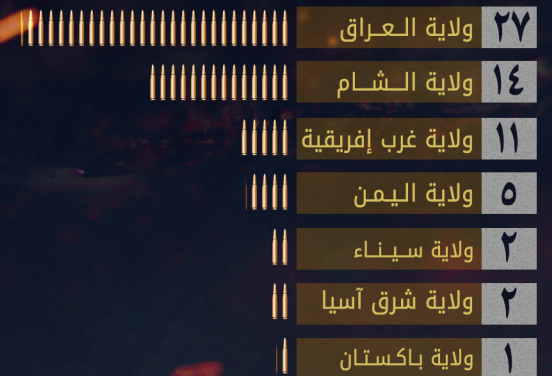 ٢٧ ولاية العراق
١٤ ولاية الشام
١١ ولاية غرب إفريقية
٥ ولاية اليمن
٢ ولاية سيناء
٢ ولاية شرق آسيا
١ ولاية باكستان